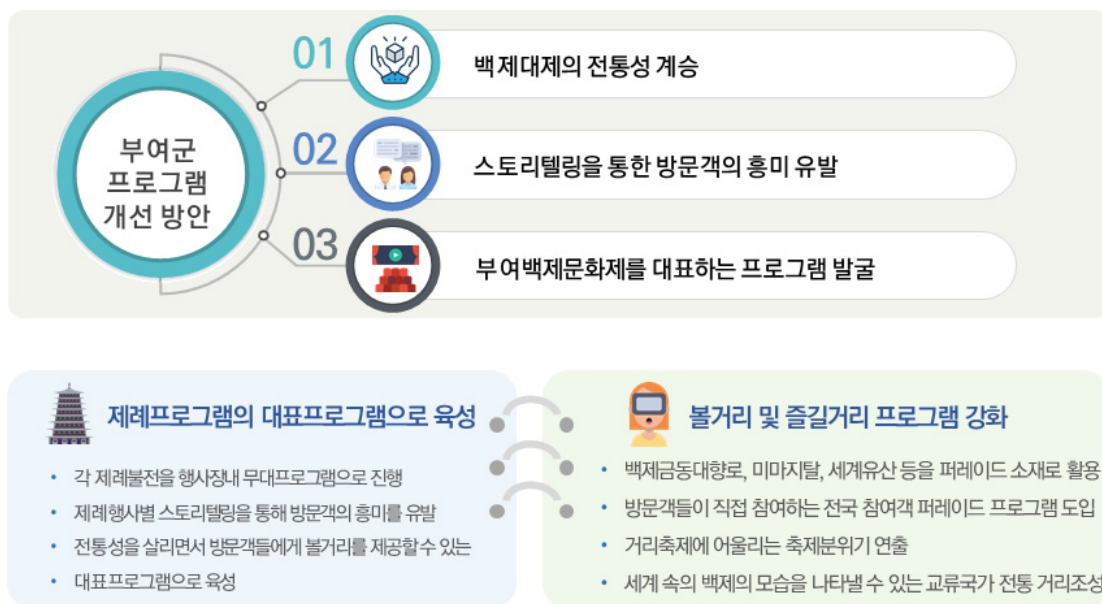 부여군
프로그램
개선 방안
01
백제대제의 전통성 계승
02
스토리텔링을 통한 방문객의 흥미 유발
03
부여백제문화제를 대표하는 프로그램 발굴
제례프로그램의 대표프로그램으로 육성
• 각 제례불전을 행사장내 무대프로그램으로 진행
• 제례행사별 스토리텔링을 통해 방문객의 흥미를 유발
• 전통성을 살리면서 방문객들에게 볼거리를 제공할 수 있는
• 대표프로그램으로 육성
볼거리 및 즐길거리 프로그램 강화
• 백제금동대향로, 미마지탈, 세계유산 등을 퍼레이드 소재로 활용
• 방문객들이 직접 참여하는 전국 참여객 퍼레이드 프로그램 도입
• 거리축제에 어울리는 축제분위기 연출
• 세계 속의 백제의 모습을 나타낼 수 있는 교류국가 전통 거리조성